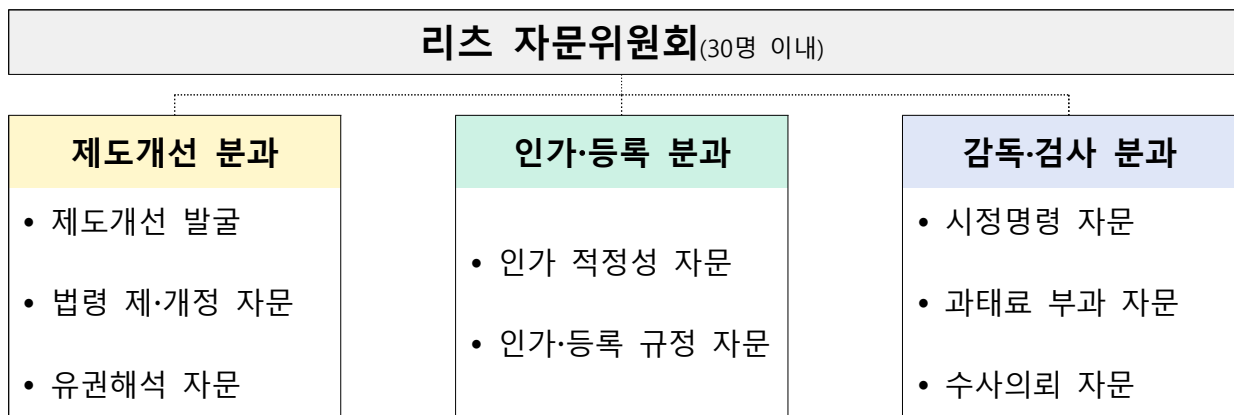 리츠 자문위원회(30명 이내)
제도개선 분과
• 제도개선 발굴
• 법령 제·개정 자문
• 유권해석 자문
인가·등록 분과
• 인가 적정성 자문
• 인가·등록 규정 자문
감독·검사 분과
• 시정명령 자문
• 과태료 부과 자문
• 수사의뢰 자문